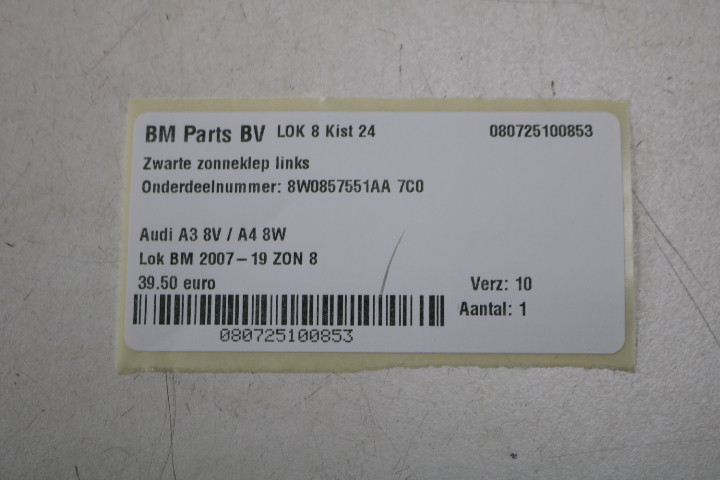 BM Parts BV LOK 8 Kist 24 080725100853
Zwarte zonneklep links
Onderdeelnummer: 8W0857551AA 7C0
Audi A3 8V / A4 8W
Lok BM 2007-19 ZON 8
39.50 euro Verz: 10
Aantal: 1
080725100853